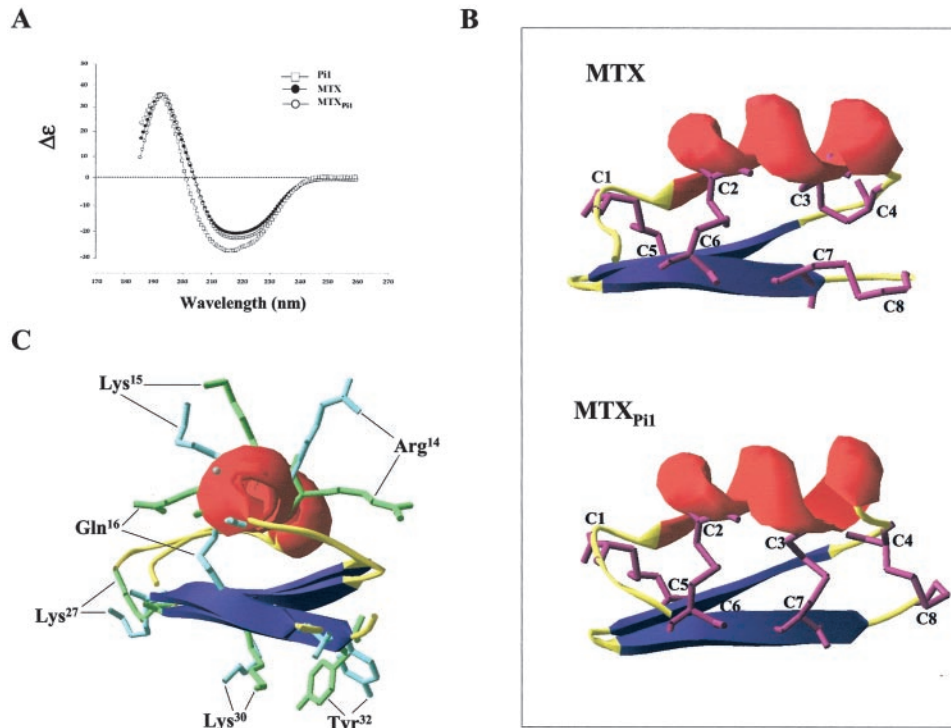 A
Pi1
MTX
MTXPi1
Δε
50
40
30
20
10
0
-10
-20
-30
170 180 190 200 210 220 230 240 250 260
Wavelength (nm)
B
MTX
C1
C2
C3
C4
C5
C6
C7
C8
MTXPi1
C1
C2
C3
C4
C5
C6
C7
C8
C
Lys15
Arg14
Gln16
Lys27
Lys30
Tyr32